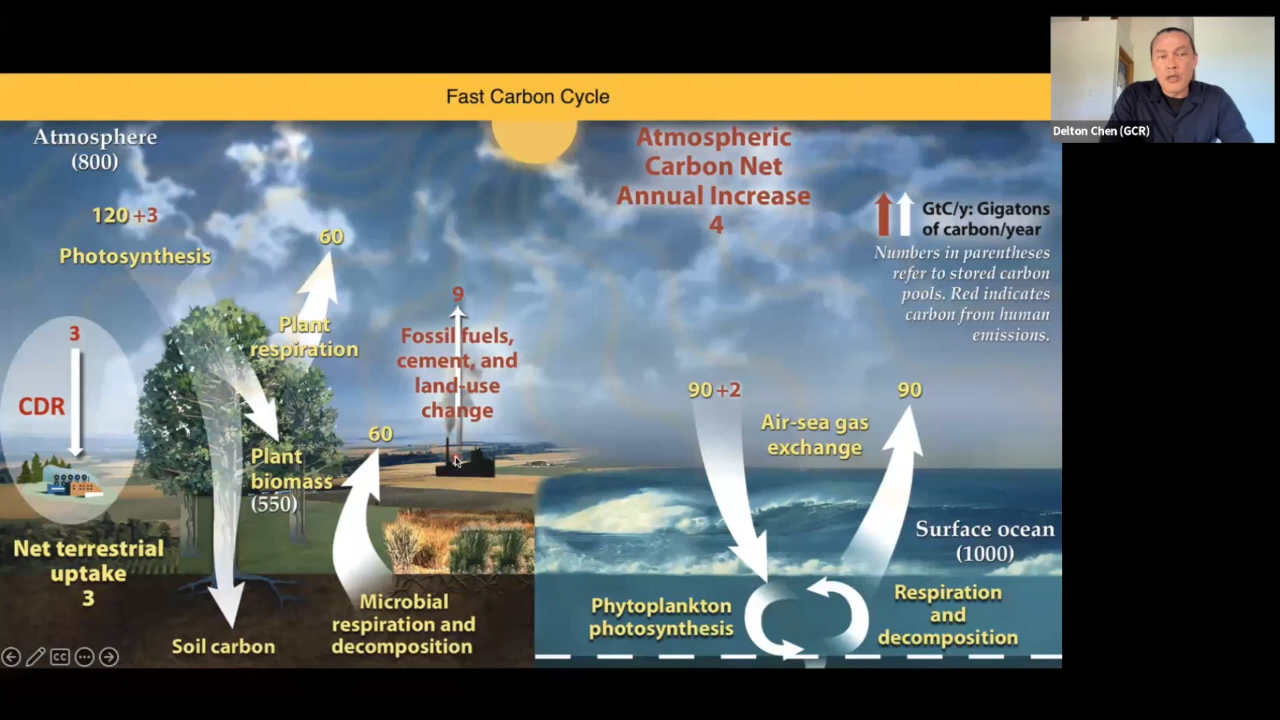 Fast Carbon Cycle
Delton Chen (GCR)
Atmosphere
(800)
120 +3
Photosynthesis
60
Plant
respiration
3
CDR
Net terrestrial
uptake
3
Plant
biomass
(550)
Soil carbon
60
Microbial
respiration and
decomposition
9
Fossil fuels,
cement, and
land-use
change
Atmospheric
Carbon Net
Annual Increase
4
GtC/y: Gigatons
of carbon/year
Numbers in parentheses
refer to stored carbon
pools. Red indicates
carbon from human
emissions.
90 +2
Air-sea gas
exchange
90
Surface ocean
(1000)
Phytoplankton
photosynthesis
Respiration
and
decomposition
CC